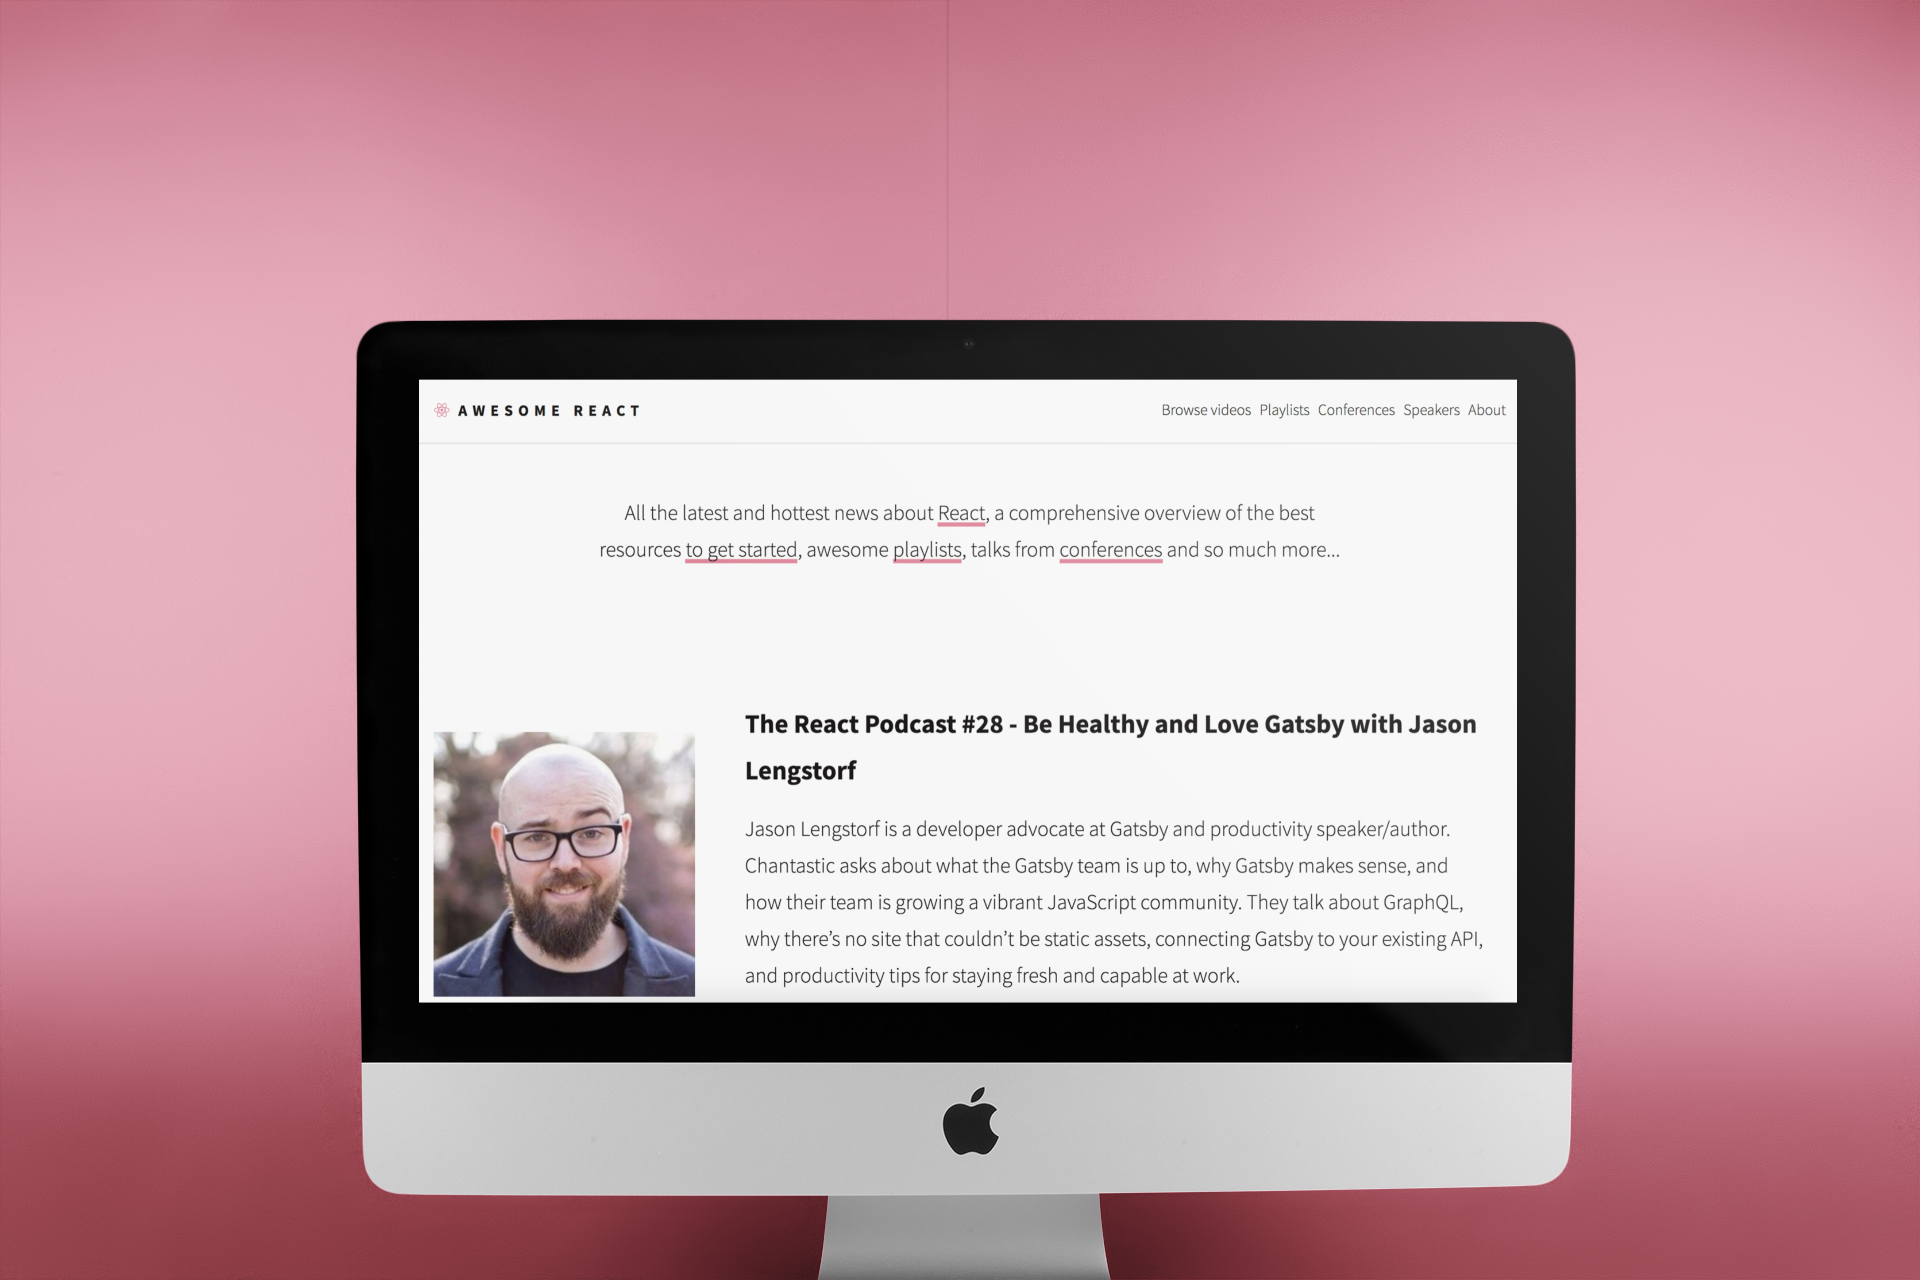 AWESOME REACT
Browse videos Playlists Conferences Speakers About
All the latest and hottest news about React, a comprehensive overview of the best
resources to get started, awesome playlists, talks from conferences and so much more...
The React Podcast #28 - Be Healthy and Love Gatsby with Jason
Lengstorf
Jason Lengstorf is a developer advocate at Gatsby and productivity speaker/author.
Chantastic asks about what the Gatsby team is up to, why Gatsby makes sense, and
how their team is growing a vibrant JavaScript community. They talk about GraphQL,
why there’s no site that couldn’t be static assets, connecting Gatsby to your existing API,
and productivity tips for staying fresh and capable at work.